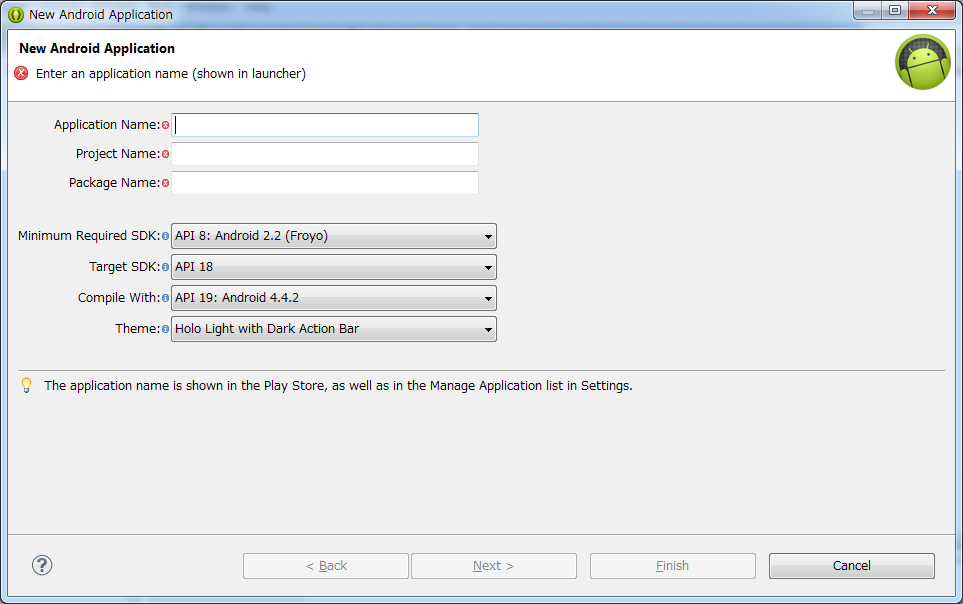 New Android Application
New Android Application
Enter an application name (shown in launcher)
Application Name:
Project Name:
Package Name:
Minimum Required SDK: API 8: Android 2.2 (Froyo)
Target SDK: API 18
Compile With: API 19: Android 4.4.2
Theme: Holo Light with Dark Action Bar
The application name is shown in the Play Store, as well as in the Manage Application list in Settings.
? < Back Next > Finish Cancel